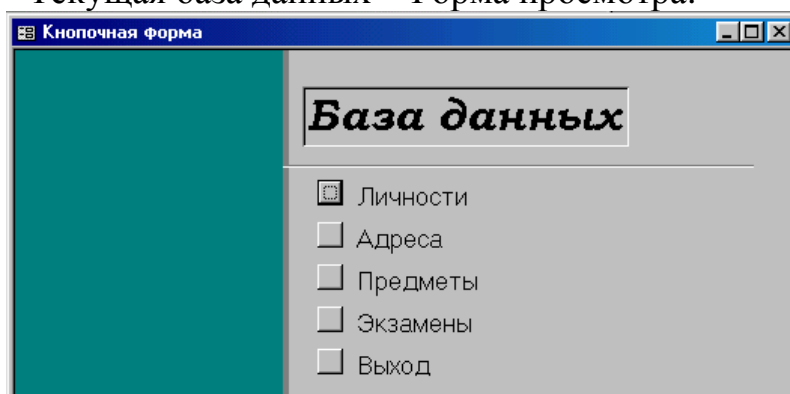 Текущая база данных – Форма просмотра.
Кнопочная форма
База данных
Личности
Адреса
Предметы
Экзамены
Выход